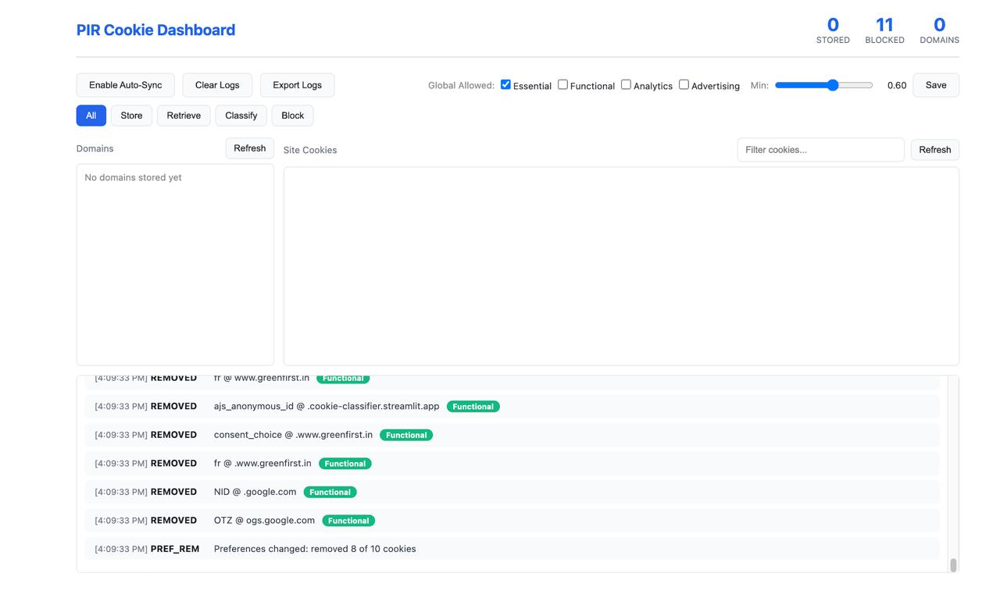 PIR Cookie Dashboard
0 11 0
STORED BLOCKED DOMAINS
Enable Auto-Sync Clear Logs Export Logs Global Allowed: Essential Functional Analytics Advertising Min: 0.60 Save
All Store Retrieve Classify Block
Domains Refresh Site Cookies Filter cookies... Refresh
No domains stored yet
[4:09:33 PM] REMOVED fr @ www.greenfirst.in Functional
[4:09:33 PM] REMOVED ajs_anonymous_id @ .cookie-classifier.streamlit.app Functional
[4:09:33 PM] REMOVED consent_choice @ .www.greenfirst.in Functional
[4:09:33 PM] REMOVED fr @ .www.greenfirst.in Functional
[4:09:33 PM] REMOVED NID @ .google.com Functional
[4:09:33 PM] REMOVED OTZ @ ogs.google.com Functional
[4:09:33 PM] PREF_REM Preferences changed: removed 8 of 10 cookies